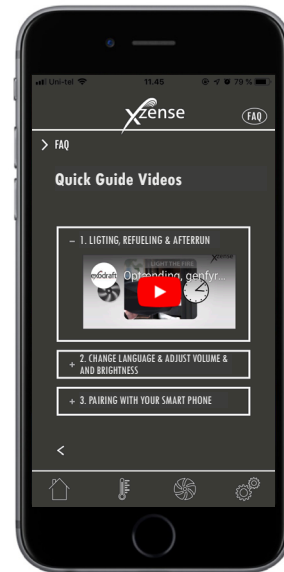 Uni-tel 11.45 79 %
xzense
FAQ
> FAQ
Quick Guide Videos
– 1. LIGTING, REFUELING & AFTERRUN
exodraft LIGHT THE FIRE xzense
Optænding, genfyr...
+ 2. CHANGE LANGUAGE & ADJUST VOLUME &
AND BRIGHTNESS
+ 3. PAIRING WITH YOUR SMART PHONE
<